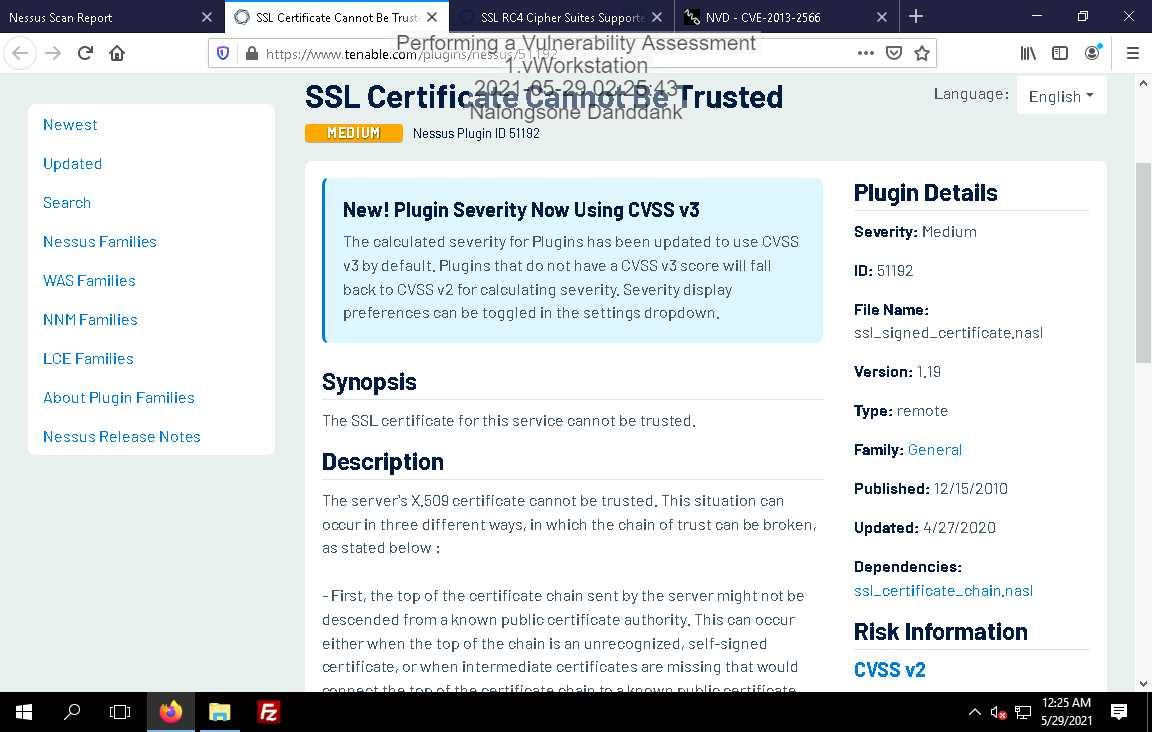 Nessus Scan Report
SSL Certificate Cannot Be Trust
SSL RC4 Cipher Suites Supporte
NVD - CVE-2013-2566
https://www.tenable.com/plugins/nessus/51192
Performing a Vulnerability Assessment
1.vWorkstation
2021-05-29 02:25:43
Nalongsone Danddank
SSL Certificate Cannot Be Trusted
Language:
English
MEDIUM
Nessus Plugin ID 51192
Newest
Updated
Search
Nessus Families
WAS Families
NNM Families
LCE Families
About Plugin Families
Nessus Release Notes
New! Plugin Severity Now Using CVSS v3
The calculated severity for Plugins has been updated to use CVSS
v3 by default. Plugins that do not have a CVSS v3 score will fall
back to CVSS v2 for calculating severity. Severity display
preferences can be toggled in the settings dropdown.
Synopsis
The SSL certificate for this service cannot be trusted.
Description
The server's X.509 certificate cannot be trusted. This situation can
occur in three different ways, in which the chain of trust can be broken,
as stated below :
- First, the top of the certificate chain sent by the server might not be
descended from a known public certificate authority. This can occur
either when the top of the chain is an unrecognized, self-signed
certificate, or when intermediate certificates are missing that would
connect the top of the certificate chain to a known public certificate
Plugin Details
Severity: Medium
ID: 51192
File Name:
ssl_signed_certificate.nasl
Version: 1.19
Type: remote
Family: General
Published: 12/15/2010
Updated: 4/27/2020
Dependencies:
ssl_certificate_chain.nasl
Risk Information
CVSS v2
12:25 AM
5/29/2021